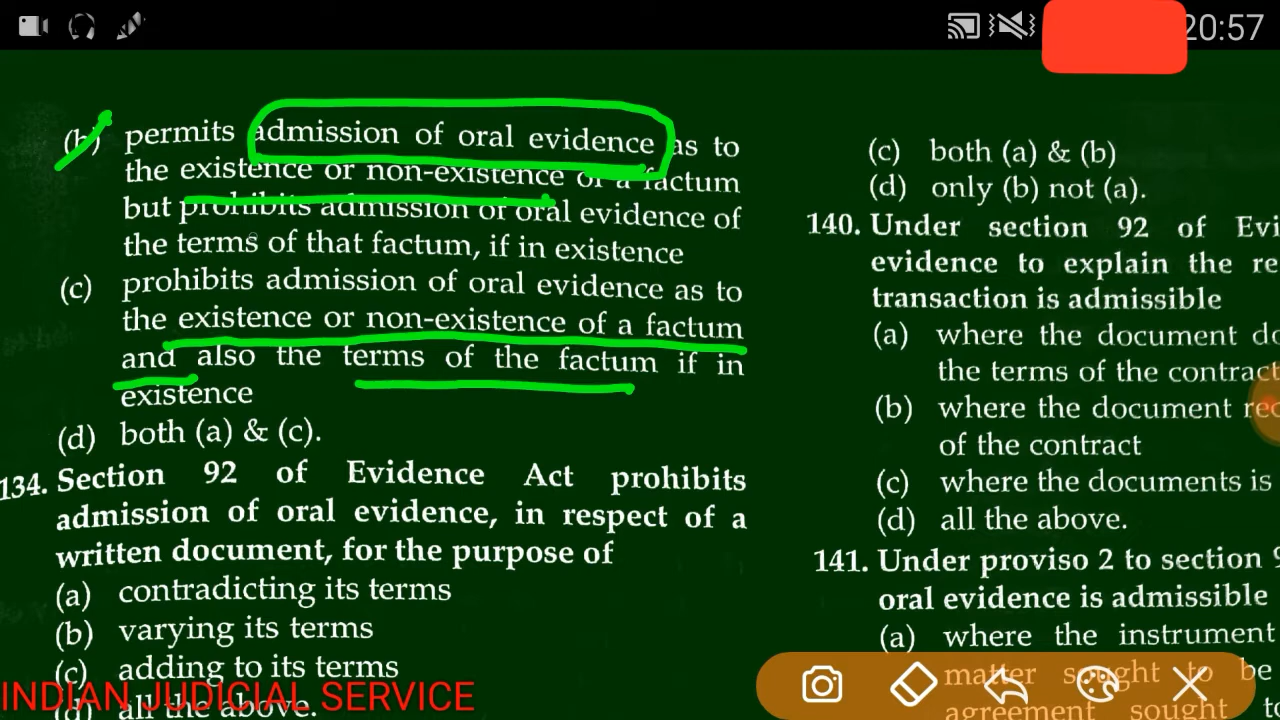 20:57
(b) permits admission of oral evidence as to
the existence or non-existence of a factum
but prohibits admission of oral evidence of
the terms of that factum, if in existence
(c) prohibits admission of oral evidence as to
the existence or non-existence of a factum
and also the terms of the factum if in
existence
(d) both (a) & (c).
134. Section 92 of Evidence Act prohibits
admission of oral evidence, in respect of a
written document, for the purpose of
(a) contradicting its terms
(b) varying its terms
(c) adding to its terms
(d) all the above.
(c) both (a) & (b)
(d) only (b) not (a).
140. Under section 92 of Evi
evidence to explain the re
transaction is admissible
(a) where the document do
the terms of the contract
(b) where the document rec
of the contract
(c) where the documents is
(d) all the above.
141. Under proviso 2 to section 9
oral evidence is admissible
(a) where the instrument
matter sought to be
agreement sought to
INDIAN JUDICIAL SERVICE